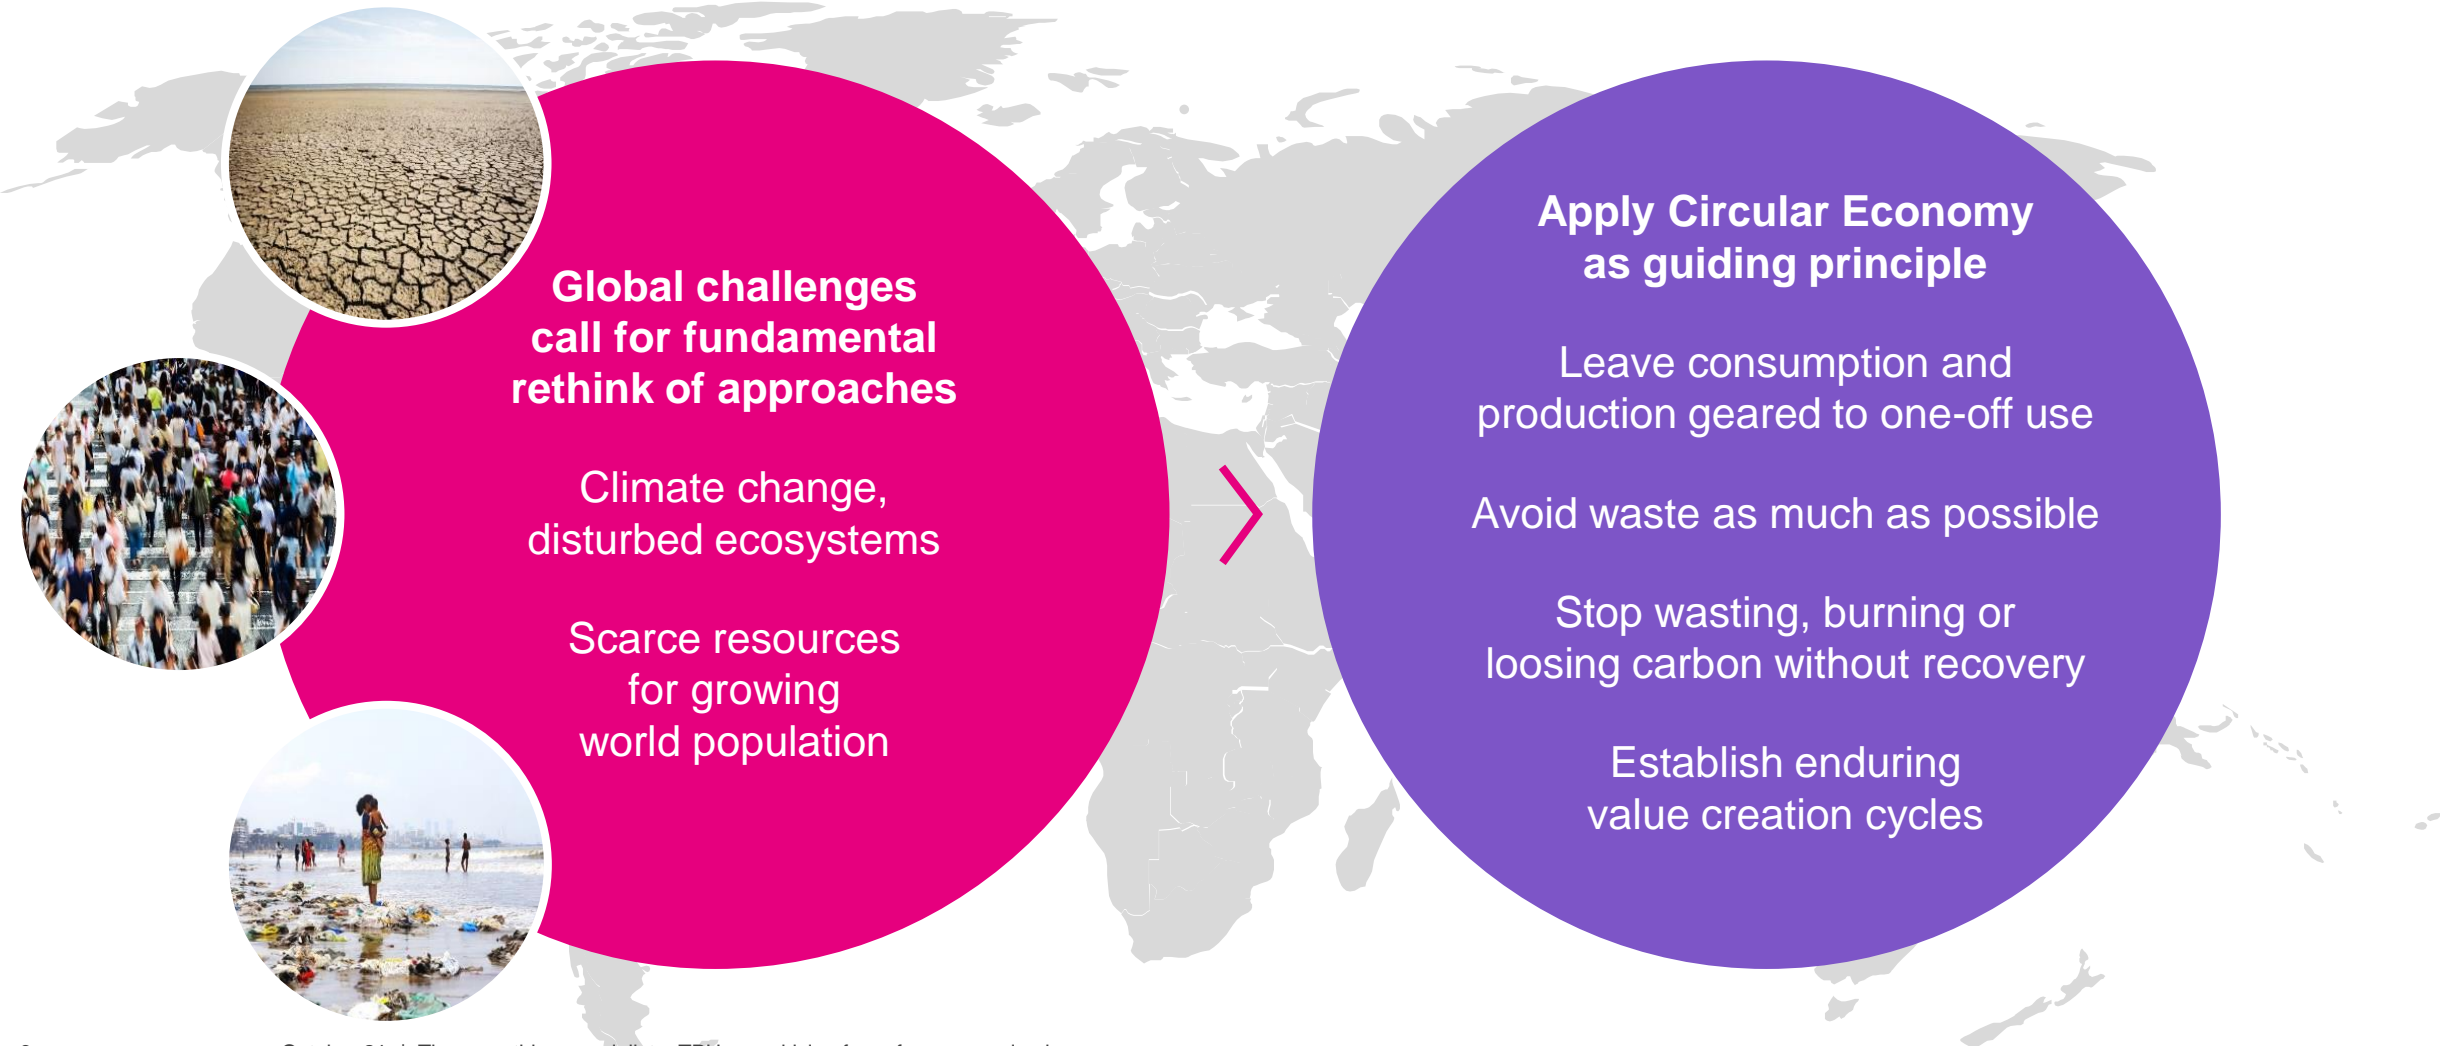 Global challenges
call for fundamental
rethink of approaches
Climate change,
disturbed ecosystems
Scarce resources
for growing
world population
Apply Circular Economy
as guiding principle
Leave consumption and
production geared to one-off use
Avoid waste as much as possible
Stop wasting, burning or
loosing carbon without recovery
Establish enduring
value creation cycles